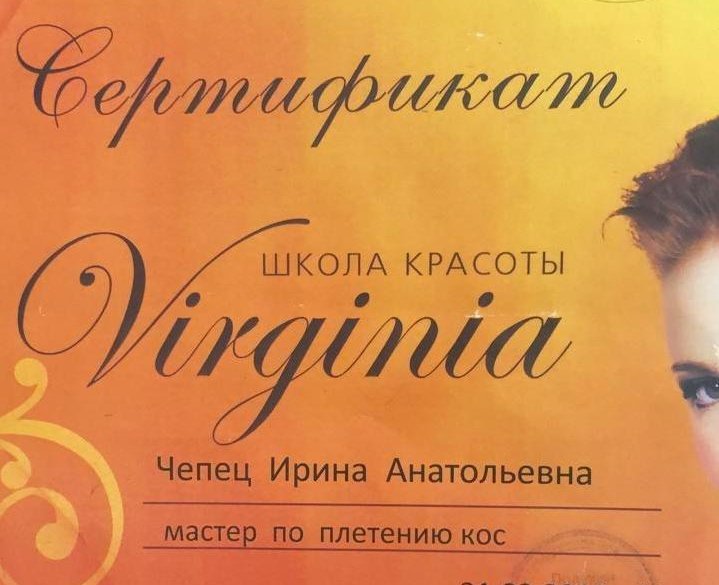 Сертификат
ШКОЛА КРАСОТЫ
Virginia
Чепец Ирина Анатольевна
мастер по плетению кос